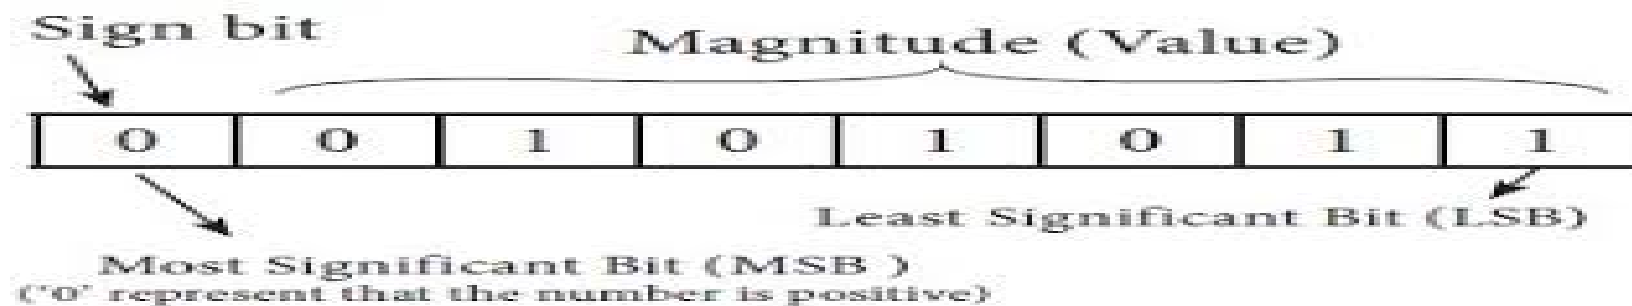 Sign bit
Magnitude (Value)
0 0 1 0 1 0 1 1
Least Significant Bit (LSB)
Most Significant Bit (MSB )
('0' represent that the number is positive)